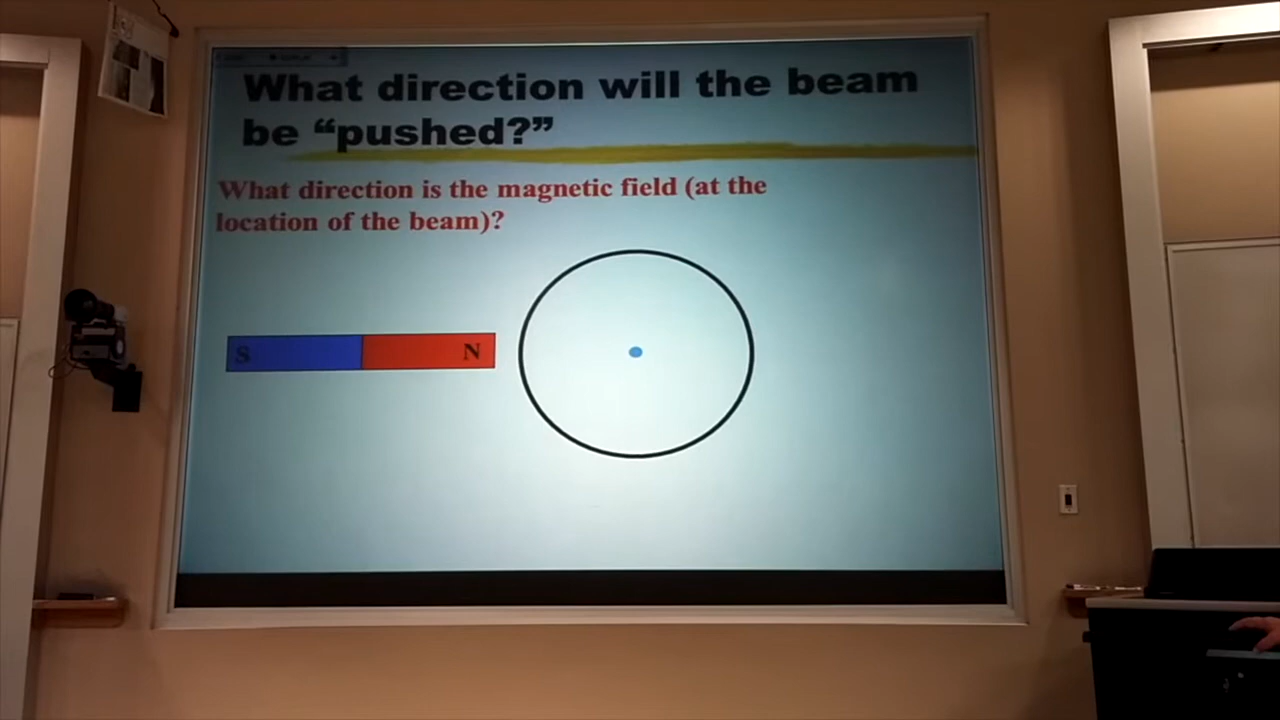 What direction will the beam
be “pushed?”
What direction is the magnetic field (at the
location of the beam)?
S
N